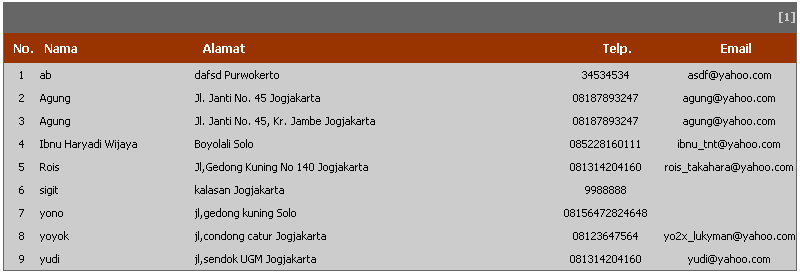 [1]
No. Nama Alamat Telp. Email
1 ab dafsd Purwokerto 34534534 asdf@yahoo.com
2 Agung Jl. Janti No. 45 Jogjakarta 08187893247 agung@yahoo.com
3 Agung Jl. Janti No. 45, Kr. Jambe Jogjakarta 08187893247 agung@yahoo.com
4 Ibnu Haryadi Wijaya Boyolali Solo 085228160111 ibnu_tnt@yahoo.com
5 Rois Jl,Gedong Kuning No 140 Jogjakarta 081314204160 rois_takahara@yahoo.com
6 sigit kalasan Jogjakarta 9988888
7 yono jl,gedong kuning Solo 08156472824648
8 yoyok jl,condong catur Jogjakarta 08123647564 yo2x_lukyman@yahoo.com
9 yudi jl,sendok UGM Jogjakarta 081314204160 yudi@yahoo.com